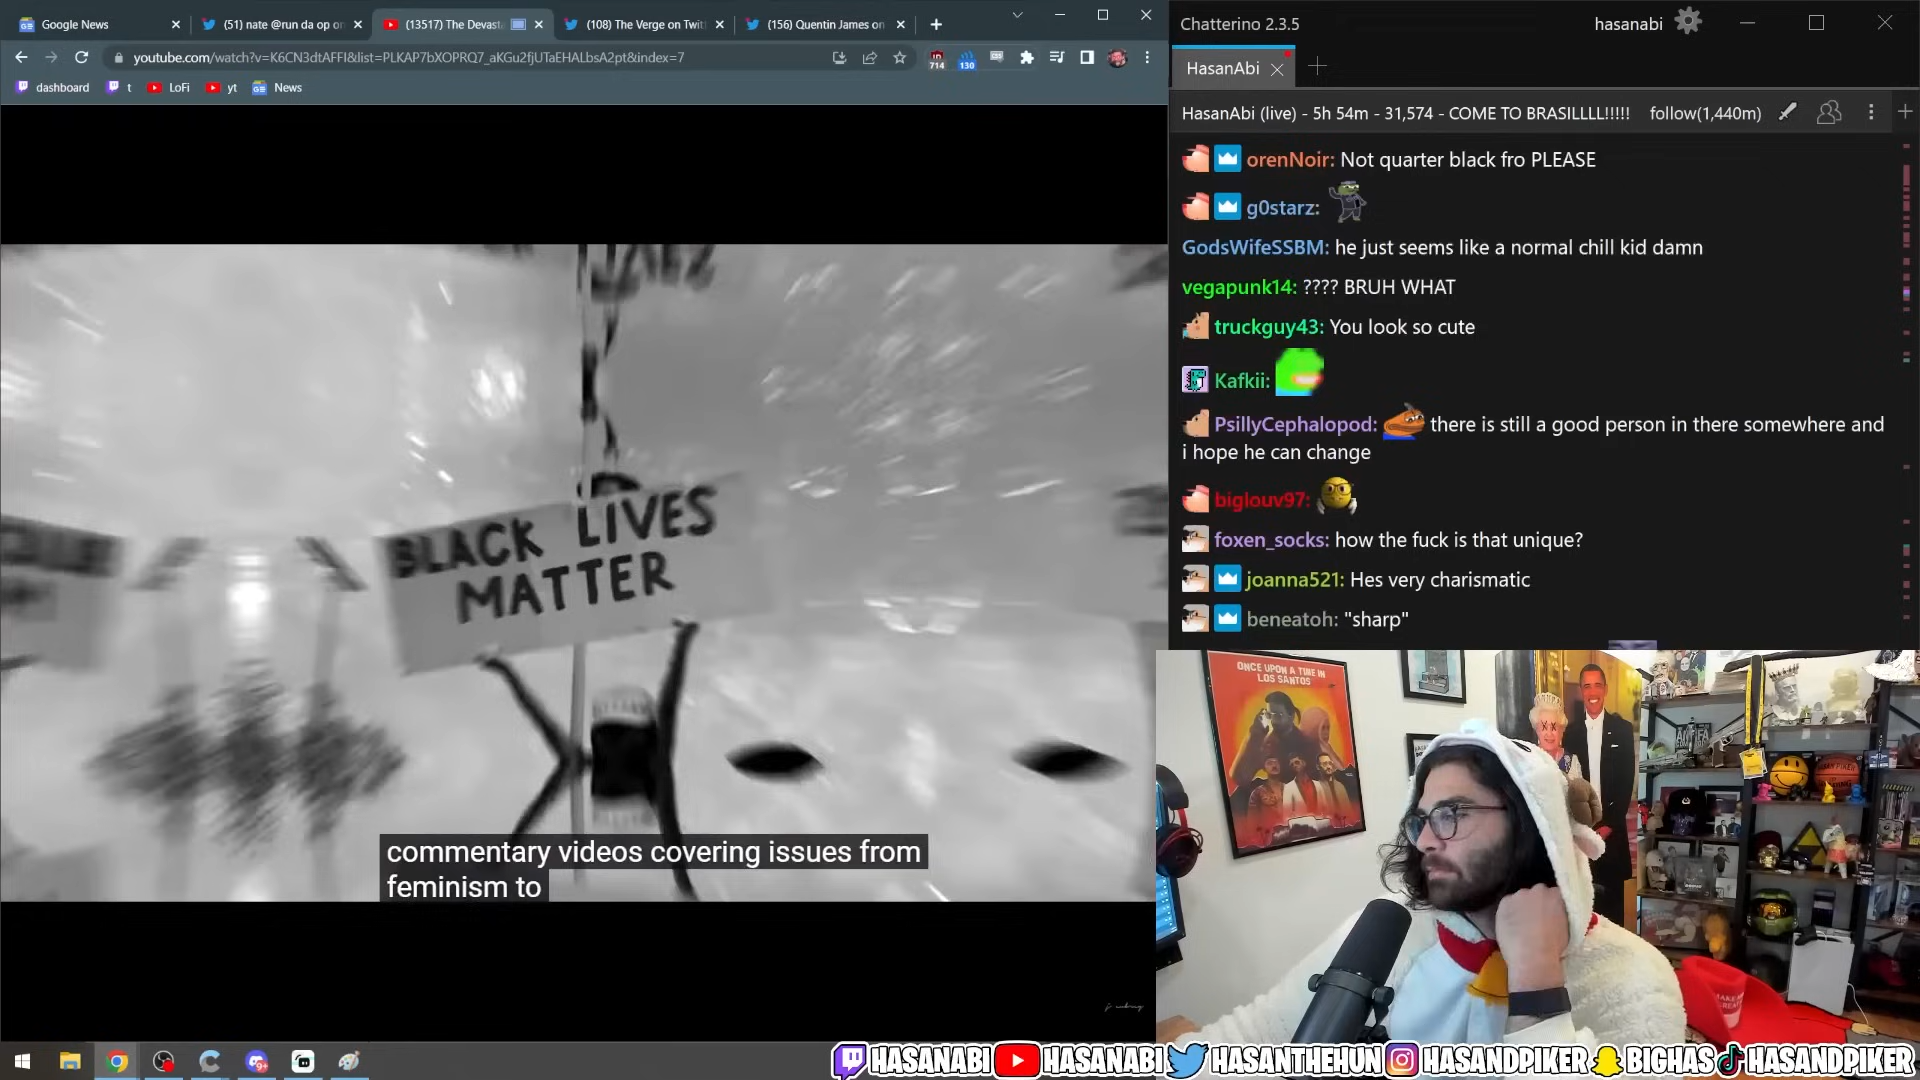 Google News
(51) nate @run da op on
(13517) The Devasta
(108) The Verge on Twit
(156) Quentin James on
youtube.com/watch?v=K6CN3dtAFFI&list=PLKAP7bXOPRQ7_aKGu2fjUTaEHALbsA2pt&index=7
714
130
dashboard
t
LoFi
yt
News
BLACK LIVES
MATTER
commentary videos covering issues from
feminism to
Chatterino 2.3.5
hasanabi
HasanAbi
HasanAbi (live) - 5h 54m - 31,574 - COME TO BRASILLLL!!!!!
follow(1,440m)
orenNoir: Not quarter black fro PLEASE
g0starz:
GodsWifeSSBM: he just seems like a normal chill kid damn
vegapunk14: ???? BRUH WHAT
truckguy43: You look so cute
Kafkii:
PsillyCephalopod: there is still a good person in there somewhere and
i hope he can change
biglouv97:
foxen_socks: how the fuck is that unique?
joanna521: Hes very charismatic
beneatoh: "sharp"
ONCE UPON A TIME IN
LOS SANTOS
HASANABI
HASANABI
HASANTHEHUN
HASANDPIKER
BIGHAS
HASANDPIKER